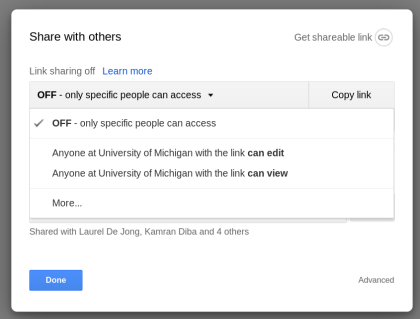 Share with others
Get shareable link
Link sharing off Learn more
OFF - only specific people can access
Copy link
OFF - only specific people can access
Anyone at University of Michigan with the link can edit
Anyone at University of Michigan with the link can view
More...
Shared with Laurel De Jong, Kamran Diba and 4 others
Done
Advanced